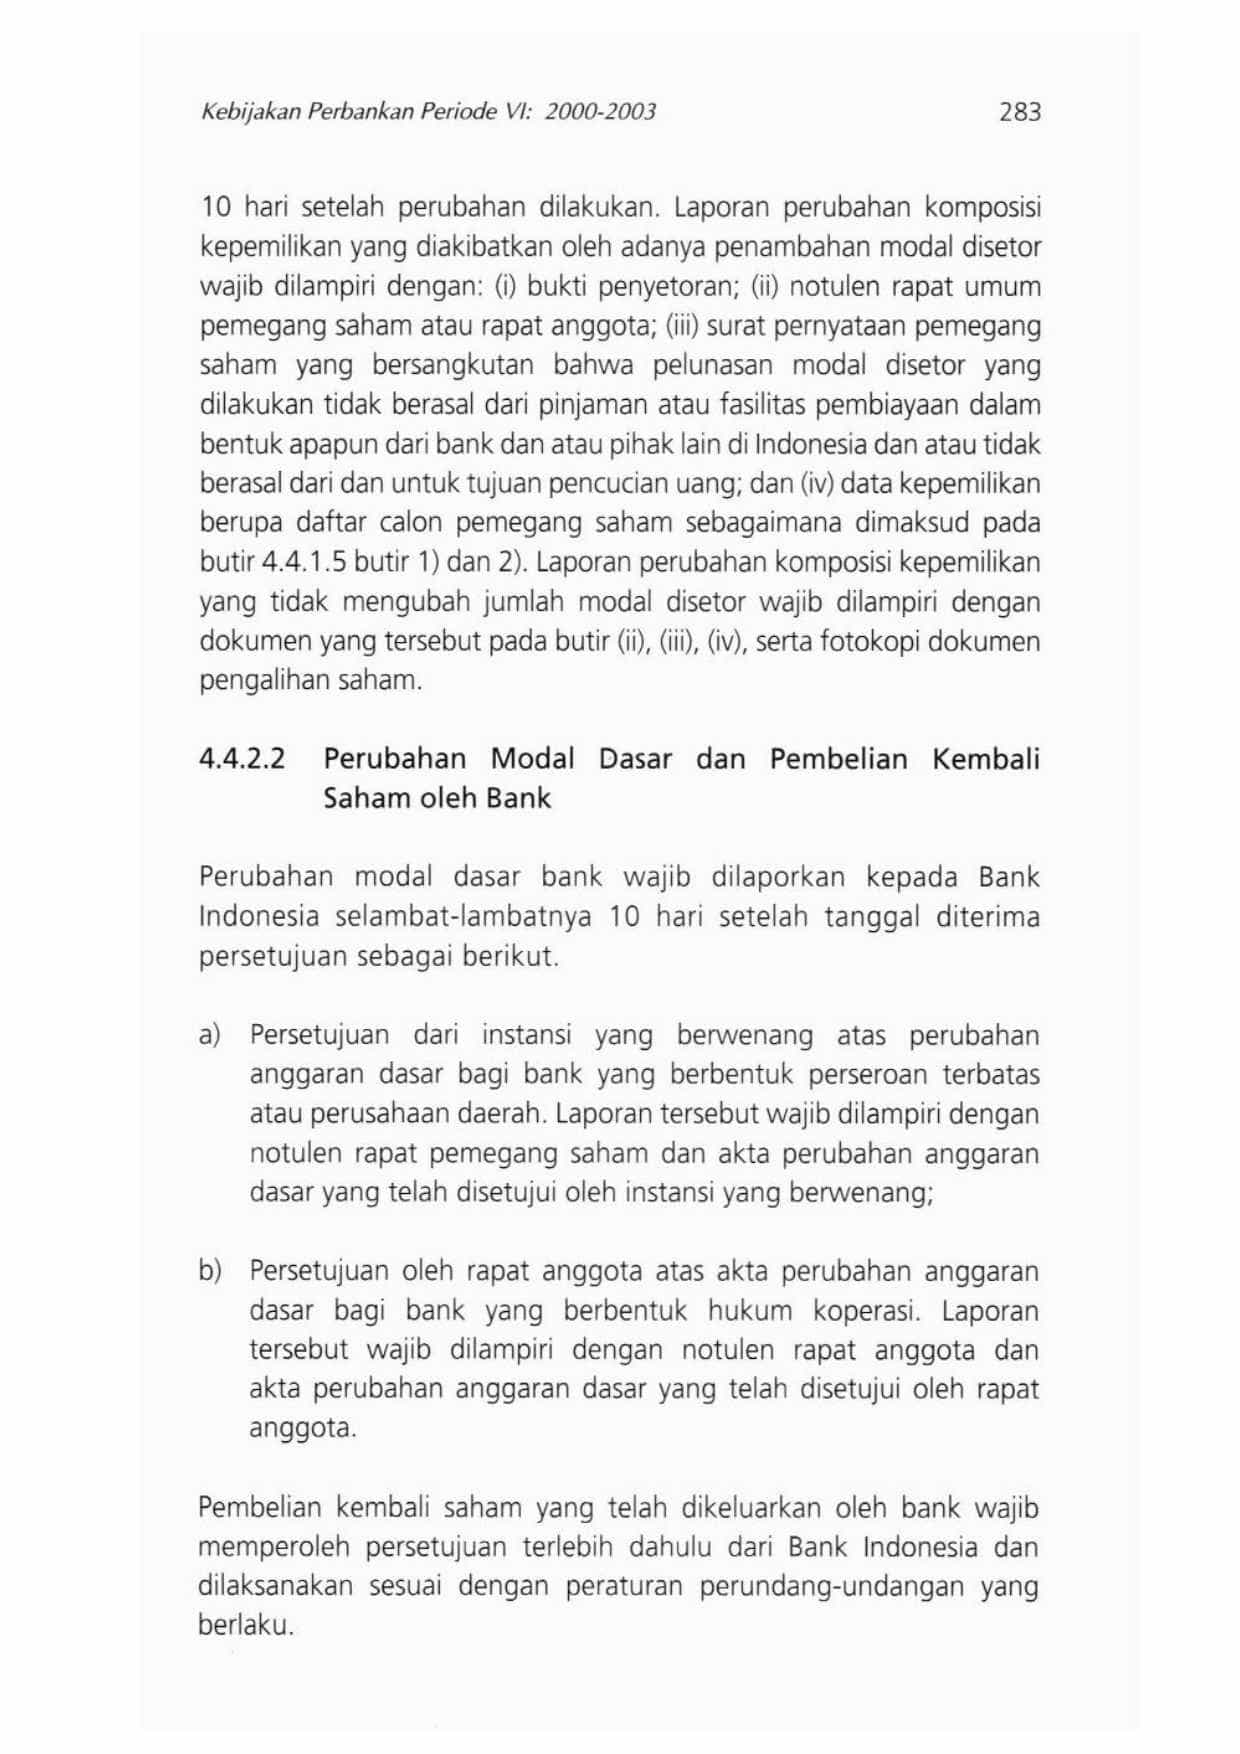 Kebijakan Perbankan Periode VI: 2000-2003 283
10 hari setelah perubahan dilakukan. Laporan perubahan komposisi
kepemilikan yang diakibatkan oleh adanya penambahan modal disetor
wajib dilampiri dengan: (i) bukti penyetoran; (ii) notulen rapat umum
pemegang saham atau rapat anggota; (iii) surat pernyataan pemegang
saham yang bersangkutan bahwa pelunasan modal disetor yang
dilakukan tidak berasal dari pinjaman atau fasilitas pembiayaan dalam
bentuk apapun dari bank dan atau pihak lain di Indonesia dan atau tidak
berasal dari dan untuk tujuan pencucian uang; dan (iv) data kepemilikan
berupa daftar calon pemegang saham sebagaimana dimaksud pada
butir 4.4.1.5 butir 1) dan 2). Laporan perubahan komposisi kepemilikan
yang tidak mengubah jumlah modal disetor wajib dilampiri dengan
dokumen yang tersebut pada butir (ii), (iii), (iv), serta fotokopi dokumen
pengalihan saham.
4.4.2.2 Perubahan Modal Dasar dan Pembelian Kembali
Saham oleh Bank
Perubahan modal dasar bank wajib dilaporkan kepada Bank
Indonesia selambat-lambatnya 10 hari setelah tanggal diterima
persetujuan sebagai berikut.
a) Persetujuan dari instansi yang berwenang atas perubahan
anggaran dasar bagi bank yang berbentuk perseroan terbatas
atau perusahaan daerah. Laporan tersebut wajib dilampiri dengan
notulen rapat pemegang saham dan akta perubahan anggaran
dasar yang telah disetujui oleh instansi yang berwenang;
b) Persetujuan oleh rapat anggota atas akta perubahan anggaran
dasar bagi bank yang berbentuk hukum koperasi. Laporan
tersebut wajib dilampiri dengan notulen rapat anggota dan
akta perubahan anggaran dasar yang telah disetujui oleh rapat
anggota.
Pembelian kembali saham yang telah dikeluarkan oleh bank wajib
memperoleh persetujuan terlebih dahulu dari Bank Indonesia dan
dilaksanakan sesuai dengan peraturan perundang-undangan yang
berlaku.